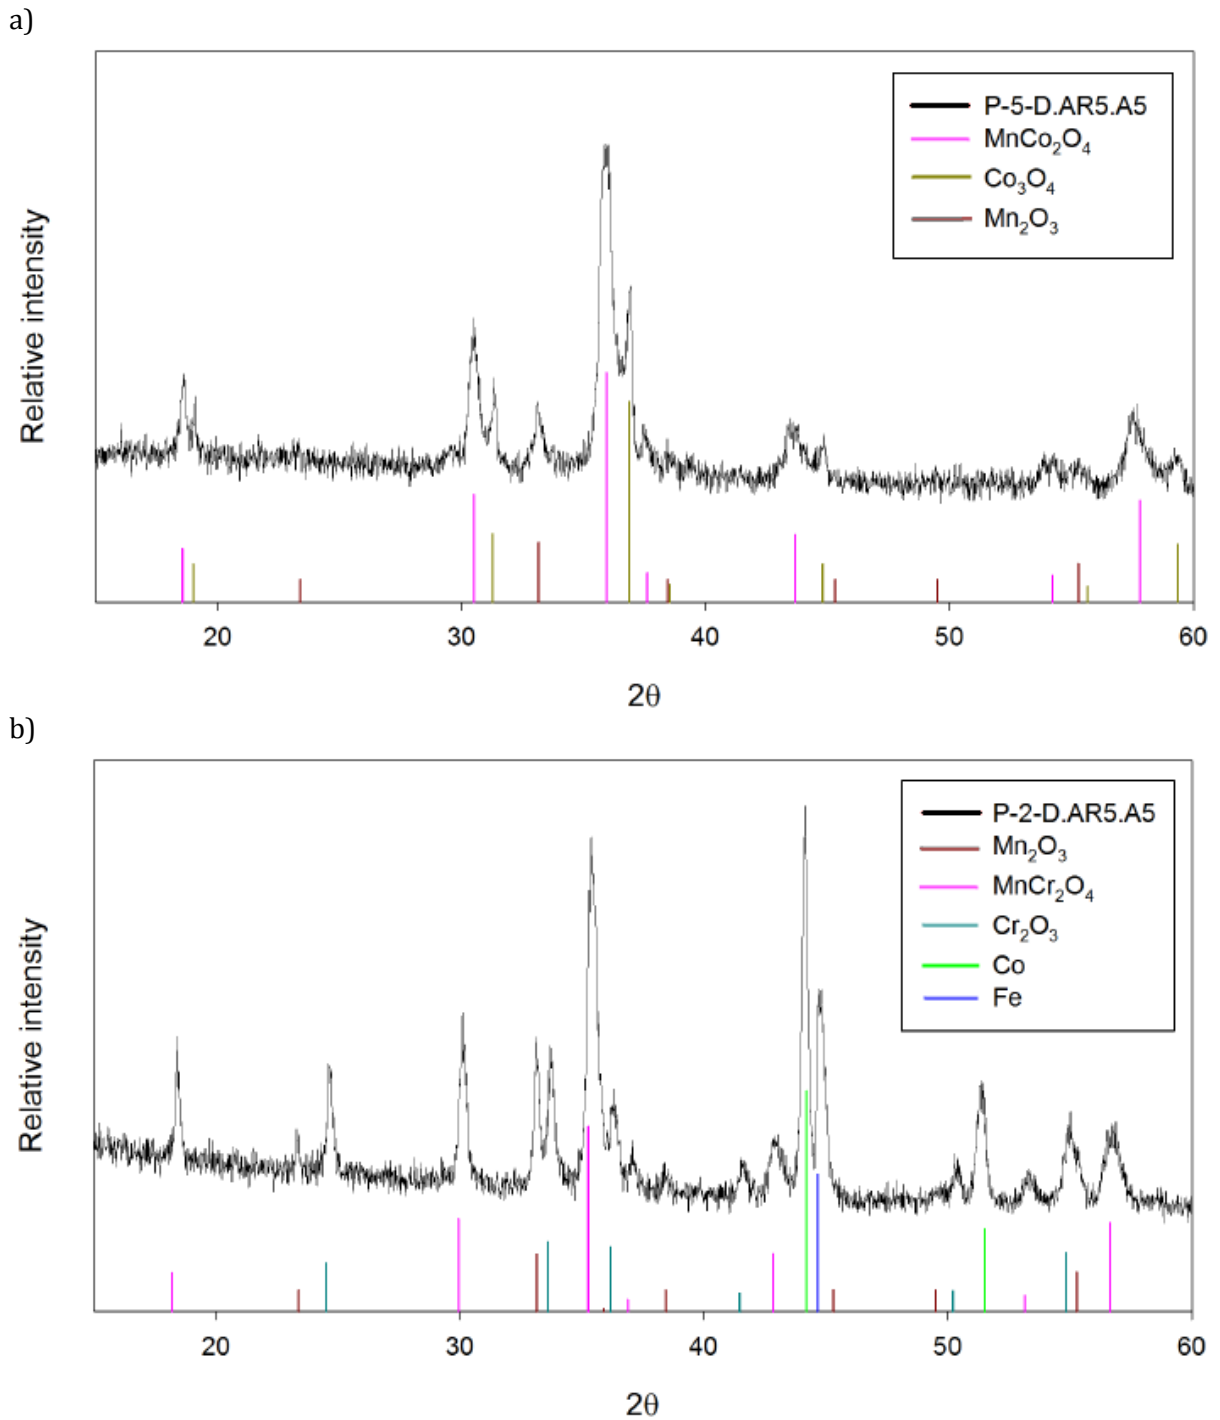 a)
Relative intensity
P-5-D.AR5.A5
MnCo₂O₄
Co₃O₄
Mn₂O₃
20 30 40 50 60
2θ
b)
Relative intensity
P-2-D.AR5.A5
Mn₂O₃
MnCr₂O₄
Cr₂O₃
Co
Fe
20 30 40 50 60
2θ